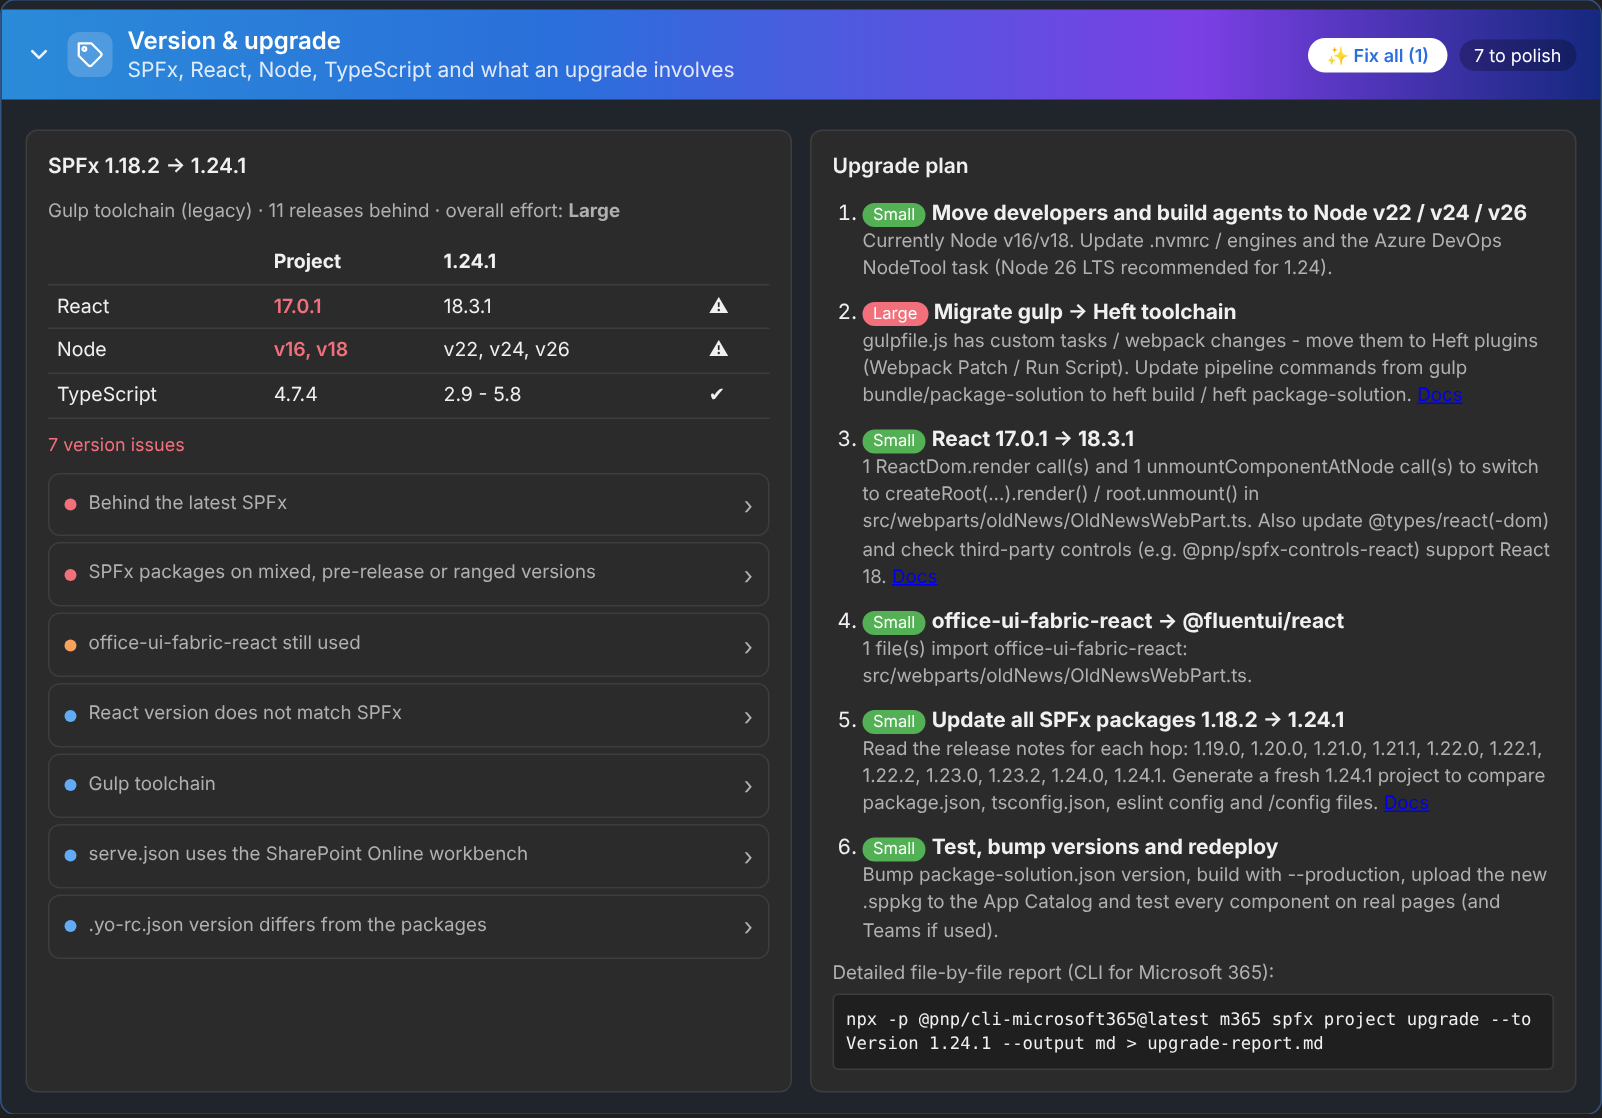 Version & upgrade
SPFx, React, Node, TypeScript and what an upgrade involves
✨ Fix all (1)
7 to polish
SPFx 1.18.2 → 1.24.1
Gulp toolchain (legacy) · 11 releases behind · overall effort: Large
Project 1.24.1
React 17.0.1 18.3.1 ⚠
Node v16, v18 v22, v24, v26 ⚠
TypeScript 4.7.4 2.9 - 5.8 ✔
7 version issues
Behind the latest SPFx
SPFx packages on mixed, pre-release or ranged versions
office-ui-fabric-react still used
React version does not match SPFx
Gulp toolchain
serve.json uses the SharePoint Online workbench
.yo-rc.json version differs from the packages
Upgrade plan
1. Small Move developers and build agents to Node v22 / v24 / v26
Currently Node v16/v18. Update .nvmrc / engines and the Azure DevOps
NodeTool task (Node 26 LTS recommended for 1.24).
2. Large Migrate gulp → Heft toolchain
gulpfile.js has custom tasks / webpack changes - move them to Heft plugins
(Webpack Patch / Run Script). Update pipeline commands from gulp
bundle/package-solution to heft build / heft package-solution. Docs
3. Small React 17.0.1 → 18.3.1
1 ReactDom.render call(s) and 1 unmountComponentAtNode call(s) to switch
to createRoot(...).render() / root.unmount() in
src/webparts/oldNews/OldNewsWebPart.ts. Also update @types/react(-dom)
and check third-party controls (e.g. @pnp/spfx-controls-react) support React
18. Docs
4. Small office-ui-fabric-react → @fluentui/react
1 file(s) import office-ui-fabric-react:
src/webparts/oldNews/OldNewsWebPart.ts.
5. Small Update all SPFx packages 1.18.2 → 1.24.1
Read the release notes for each hop: 1.19.0, 1.20.0, 1.21.0, 1.21.1, 1.22.0, 1.22.1,
1.22.2, 1.23.0, 1.23.2, 1.24.0, 1.24.1. Generate a fresh 1.24.1 project to compare
package.json, tsconfig.json, eslint config and /config files. Docs
6. Small Test, bump versions and redeploy
Bump package-solution.json version, build with --production, upload the new
.sppkg to the App Catalog and test every component on real pages (and
Teams if used).
Detailed file-by-file report (CLI for Microsoft 365):
npx -p @pnp/cli-microsoft365@latest m365 spfx project upgrade --to
Version 1.24.1 --output md > upgrade-report.md